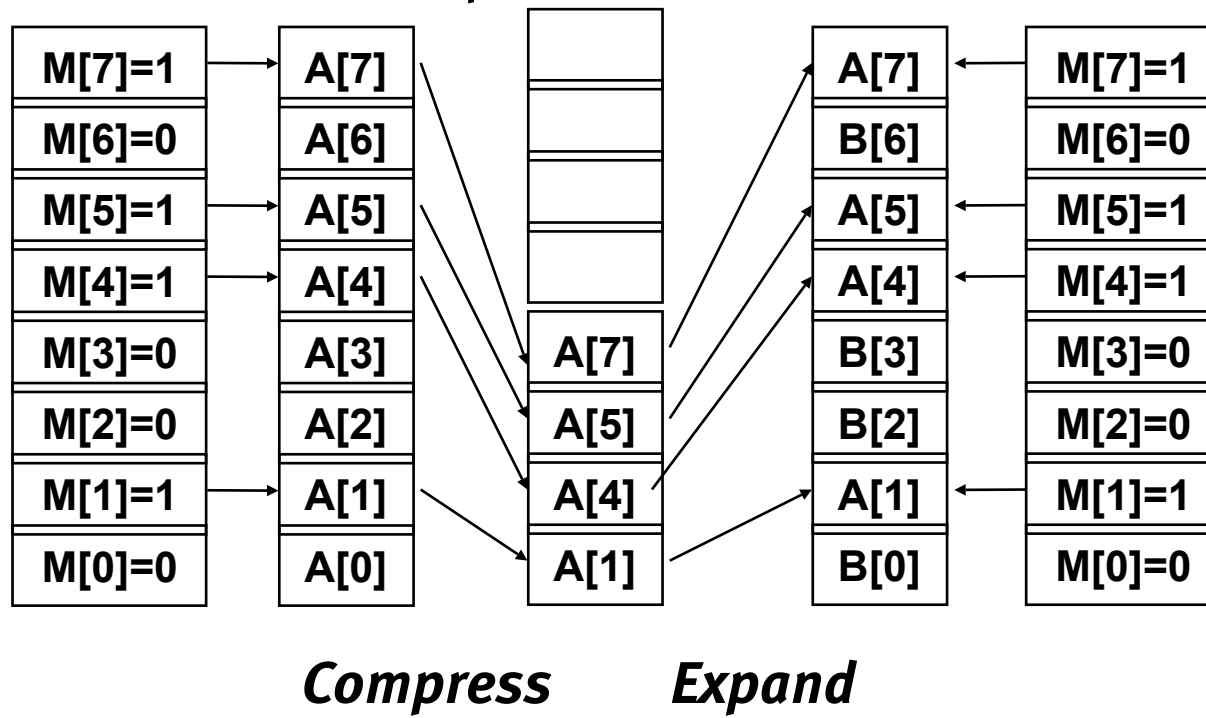 M[7]=1 A[7] A[7] M[7]=1
M[6]=0 A[6] B[6] M[6]=0
M[5]=1 A[5] A[5] M[5]=1
M[4]=1 A[4] A[4] M[4]=1
M[3]=0 A[3] A[7] B[3] M[3]=0
M[2]=0 A[2] A[5] B[2] M[2]=0
M[1]=1 A[1] A[4] A[1] M[1]=1
M[0]=0 A[0] A[1] B[0] M[0]=0
Compress Expand